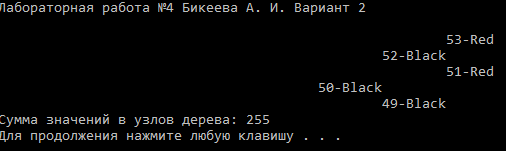 Лабораторная работа №4 Бикеева А. И. Вариант 2
53-Red
52-Black
51-Red
50-Black
49-Black
Сумма значений в узлов дерева: 255
Для продолжения нажмите любую клавишу . . .